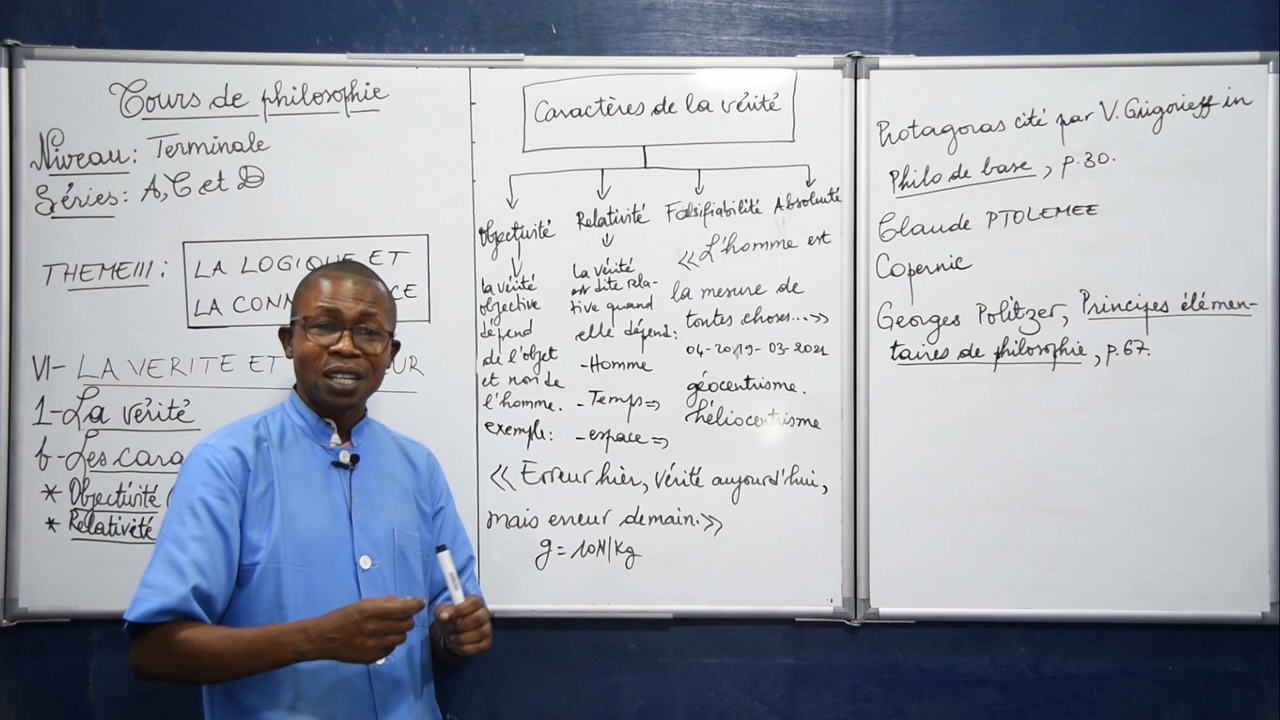 Cours de philosophie
Niveau: Terminale
Séries: A, C et D
THEME III: LA LOGIQUE ET
LA CONN CE
VI- LA VERITE ET UR
1- La vérité
b- Les cara
* Objectivité (
* Relativité
Caractères de la vérité
Objectivité Relativité Falsifiabilité Absoluité
la vérité
objective
dépend
de l'objet
et non de
l'homme.
exemple:
la vérité
est dite rela-
tive quand
elle dépend:
-Homme
-Temps⇒
-espace⇒
«L'homme est
la mesure de
toutes choses...»
04-2019-03-2021
géocentrisme.
héliocentrisme
« Erreur hier, vérité aujourd'hui,
mais erreur demain.»
g = 10N/kg
Protagoras cité par V. Grigorieff in
Philo de base, p.30.
Claude PTOLEMEE
Copernic
Georges Politzer, Principes élémen-
taires de philosophie, p.67.